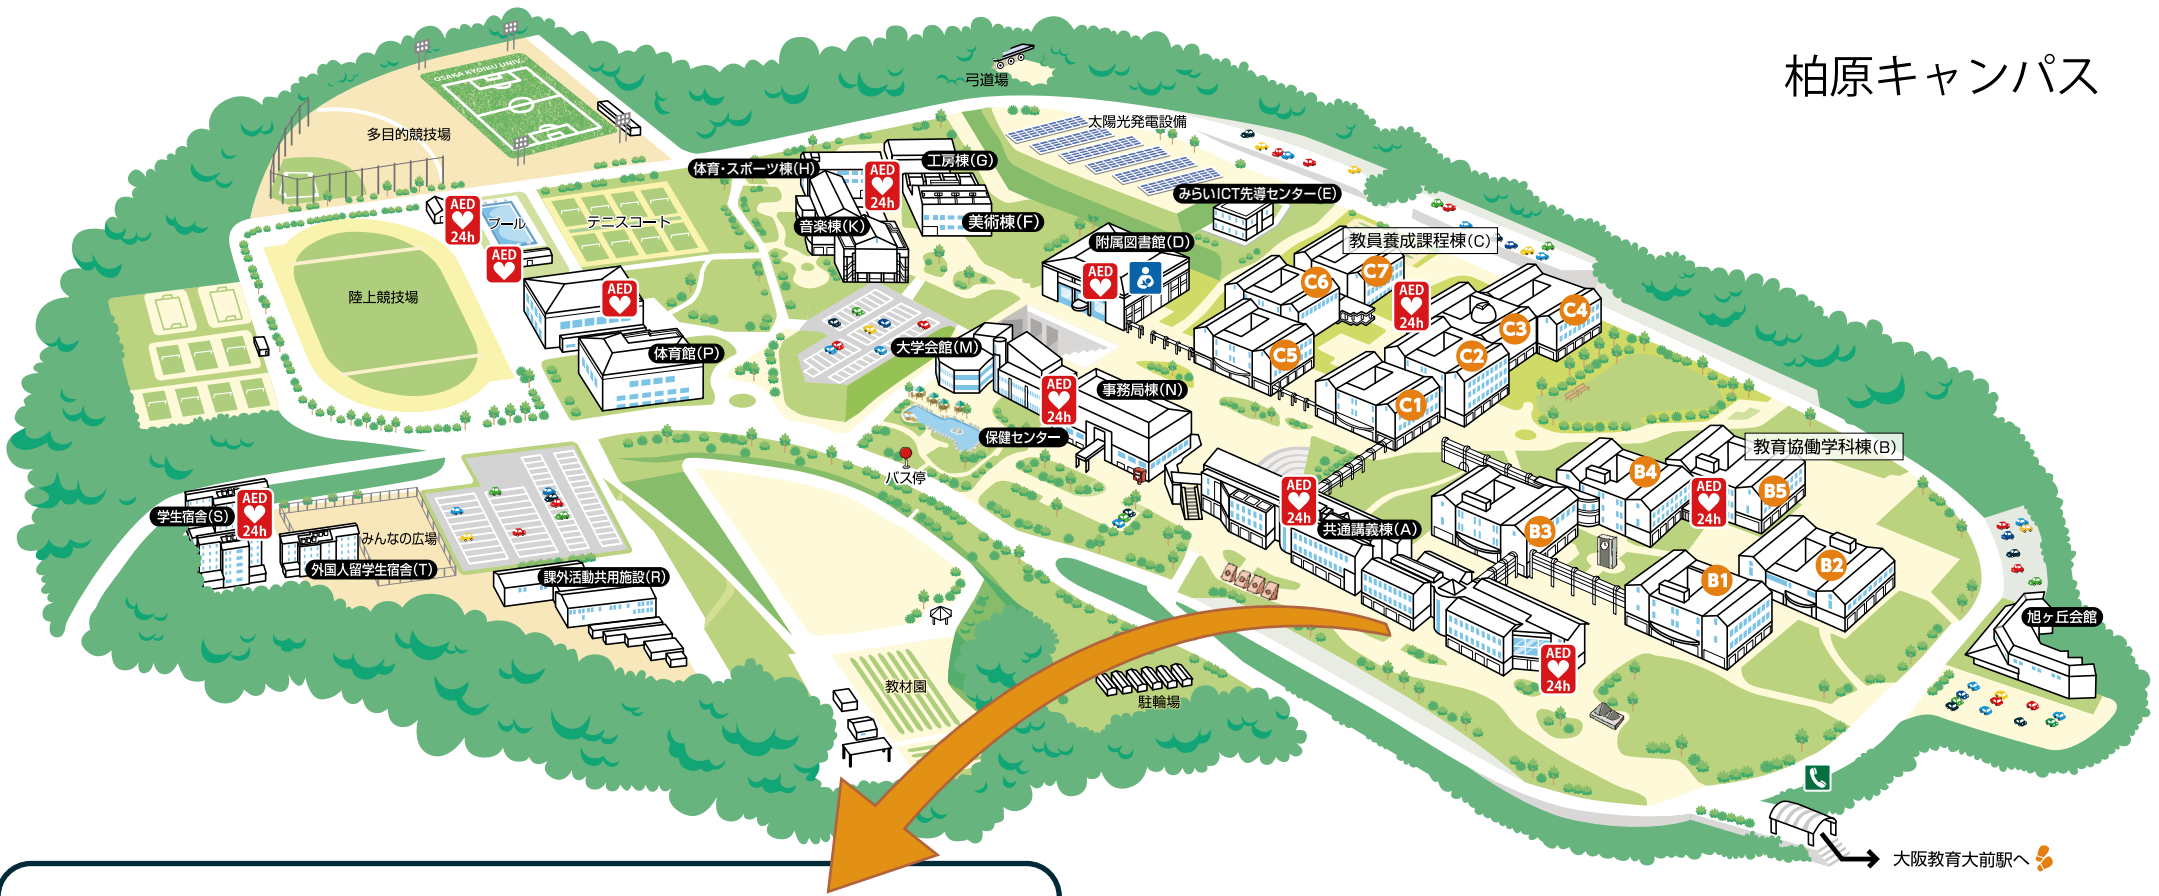 柏原キャンパス
OSAKA KYOIKU UNIV.
弓道場
多目的競技場
太陽光発電設備
体育・スポーツ棟(H)
工房棟(G)
AED
24h
みらいICT先導センター(E)
AED
24h
プール
テニスコート
音楽棟(K)
美術棟(F)
附属図書館(D)
教員養成課程棟(C)
AED
AED
AED
C6
C7
AED
24h
陸上競技場
C4
C3
体育館(P)
大学会館(M)
C5
C2
AED
24h
事務局棟(N)
C1
保健センター
教育協働学科棟(B)
バス停
B4
B5
AED
24h
AED
24h
AED
24h
学生宿舎(S)
みんなの広場
共通講義棟(A)
B3
外国人留学生宿舎(T)
課外活動共用施設(R)
B1
B2
旭ヶ丘会館
AED
24h
教材園
駐輪場
大阪教育大前駅へ